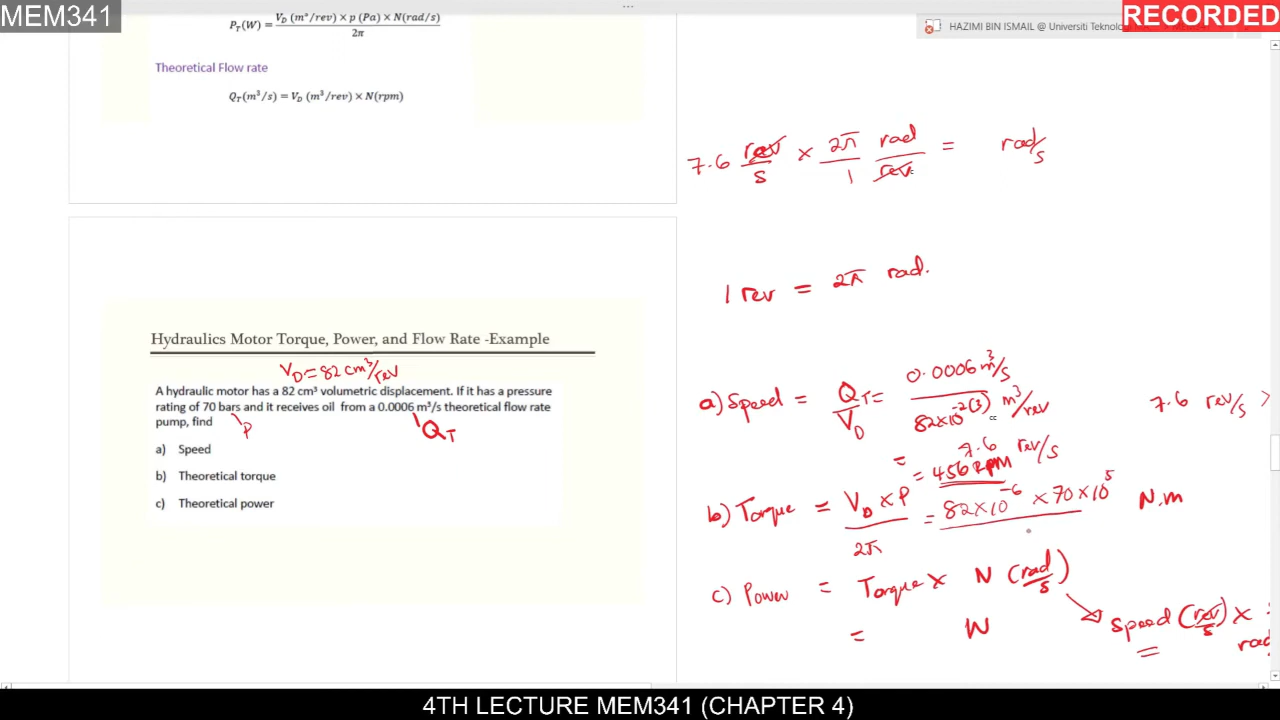 MEM341
RECORDED
P_T(W) = V_D (m³/rev) × p (Pa) × N(rad/s) / 2π
HAZIMI BIN ISMAIL @ Universiti Teknolog
Theoretical Flow rate
Q_T(m³/s) = V_D (m³/rev) × N(rpm)
7.6 rev/s × 2π/1 rad/rev = rad/s
1 rev = 2π rad.
Hydraulics Motor Torque, Power, and Flow Rate -Example
V_D = 82 cm³/rev
A hydraulic motor has a 82 cm³ volumetric displacement. If it has a pressure
rating of 70 bars and it receives oil from a 0.0006 m³/s theoretical flow rate
pump, find
P
Q_T
a) Speed
b) Theoretical torque
c) Theoretical power
a) Speed = Q_T/V_D = 0.0006 m³/s / 82×10^-2(3) m³/rev
7.6 rev/s
= 7.6 rev/s
= 456 rpm
b) Torque = V_D × P / 2π = 82×10^-6 × 70×10^5 N.m
c) Power = Torque × N (rad/s)
= W
Speed (rev/s) ×
rad
4TH LECTURE MEM341 (CHAPTER 4)